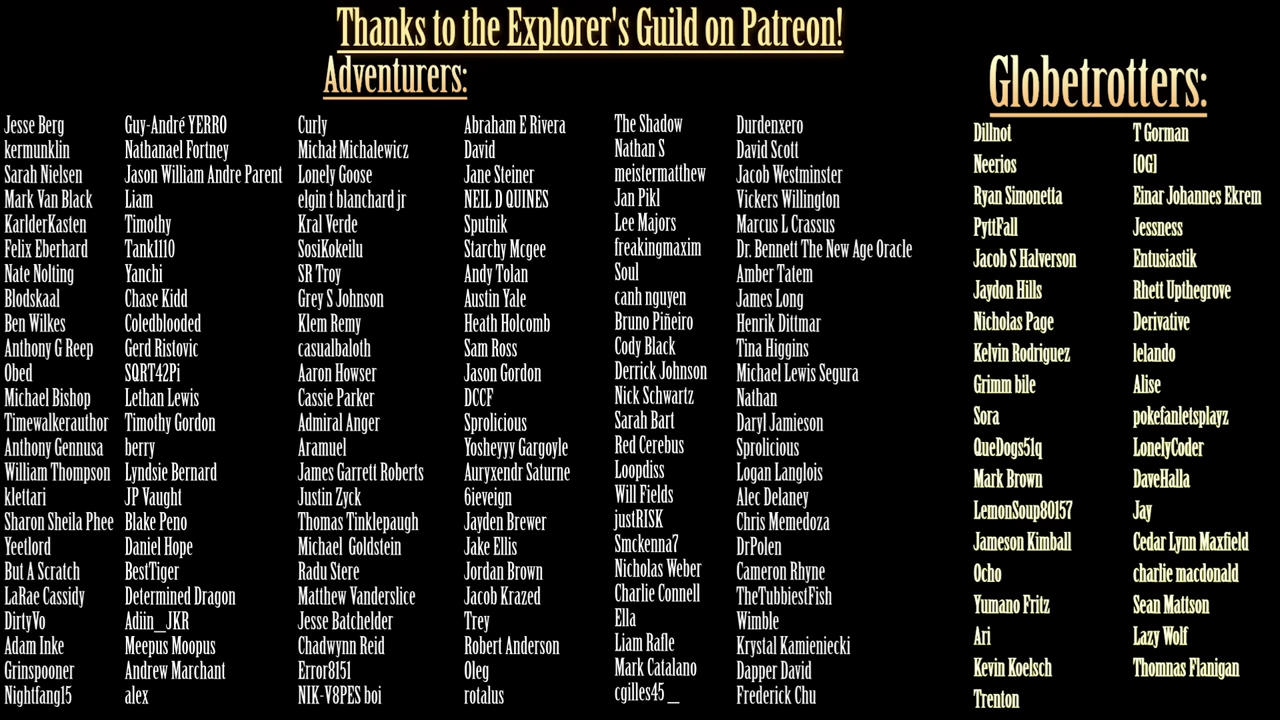 Thanks to the Explorer's Guild on Patreon!
Adventurers:
Jesse Berg
kermunklin
Sarah Nielsen
Mark Van Black
KarlderKasten
Felix Eberhard
Nate Nolting
Blodskaal
Ben Wilkes
Anthony G Reep
Obed
Michael Bishop
Timewalkerauthor
Anthony Gennusa
William Thompson
klettari
Sharon Sheila Phee
Yeetlord
But A Scratch
LaRae Cassidy
DirtyVo
Adam Inke
Grinspooner
Nightfang15
Guy-André YERRO
Nathanael Fortney
Jason William Andre Parent
Liam
Timothy
Tank1110
Yanchi
Chase Kidd
Coledblooded
Gerd Ristovic
SQRT42Pi
Lethan Lewis
Timothy Gordon
berry
Lyndsie Bernard
JP Vaught
Blake Peno
Daniel Hope
BestTiger
Determined Dragon
Adiin_JKR
Meepus Moopus
Andrew Marchant
alex
Curly
Michał Michalewicz
Lonely Goose
elgin t blanchard jr
Kral Verde
SosiKokeilu
SR Troy
Grey S Johnson
Klem Remy
casualbaloth
Aaron Howser
Cassie Parker
Admiral Anger
Aramuel
James Garrett Roberts
Justin Zyck
Thomas Tinklepaugh
Michael Goldstein
Radu Stere
Matthew Vanderslice
Jesse Batchelder
Chadwynn Reid
Error8151
N1K-V8PES boi
Abraham E Rivera
David
Jane Steiner
NEIL D QUINES
Sputnik
Starchy Mcgee
Andy Tolan
Austin Yale
Heath Holcomb
Sam Ross
Jason Gordon
DCCF
Sprolicious
Yosheyyy Gargoyle
Auryxendr Saturne
6ieveign
Jayden Brewer
Jake Ellis
Jordan Brown
Jacob Krazed
Trey
Robert Anderson
Oleg
rotalus
The Shadow
Nathan S
meistermatthew
Jan Pikl
Lee Majors
freakingmaxim
Soul
canh nguyen
Bruno Piñeiro
Cody Black
Derrick Johnson
Nick Schwartz
Sarah Bart
Red Cerebus
Loopdiss
Will Fields
justRISK
Smckenna7
Nicholas Weber
Charlie Connell
Ella
Liam Rafle
Mark Catalano
cgilles45 _
Durdenxero
David Scott
Jacob Westminster
Vickers Willington
Marcus L Crassus
Dr. Bennett The New Age Oracle
Amber Tatem
James Long
Henrik Dittmar
Tina Higgins
Michael Lewis Segura
Nathan
Daryl Jamieson
Sprolicious
Logan Langlois
Alec Delaney
Chris Memedoza
DrPolen
Cameron Rhyne
TheTubbiestFish
Wimble
Krystal Kamieniecki
Dapper David
Frederick Chu
Globetrotters:
Dillnot
Neerios
Ryan Simonetta
PyttFall
Jacob S Halverson
Jaydon Hills
Nicholas Page
Kelvin Rodriguez
Grimm bile
Sora
QueDogs51q
Mark Brown
LemonSoup80157
Jameson Kimball
Ocho
Yumano Fritz
Ari
Kevin Koelsch
Trenton
T Gorman
[OG]
Einar Johannes Ekrem
Jessness
Entusiastik
Rhett Upthegrove
Derivative
lelando
Alise
pokefanletsplayz
LonelyCoder
DaveHalla
Jay
Cedar Lynn Maxfield
charlie macdonald
Sean Mattson
Lazy Wolf
Thomnas Flanigan